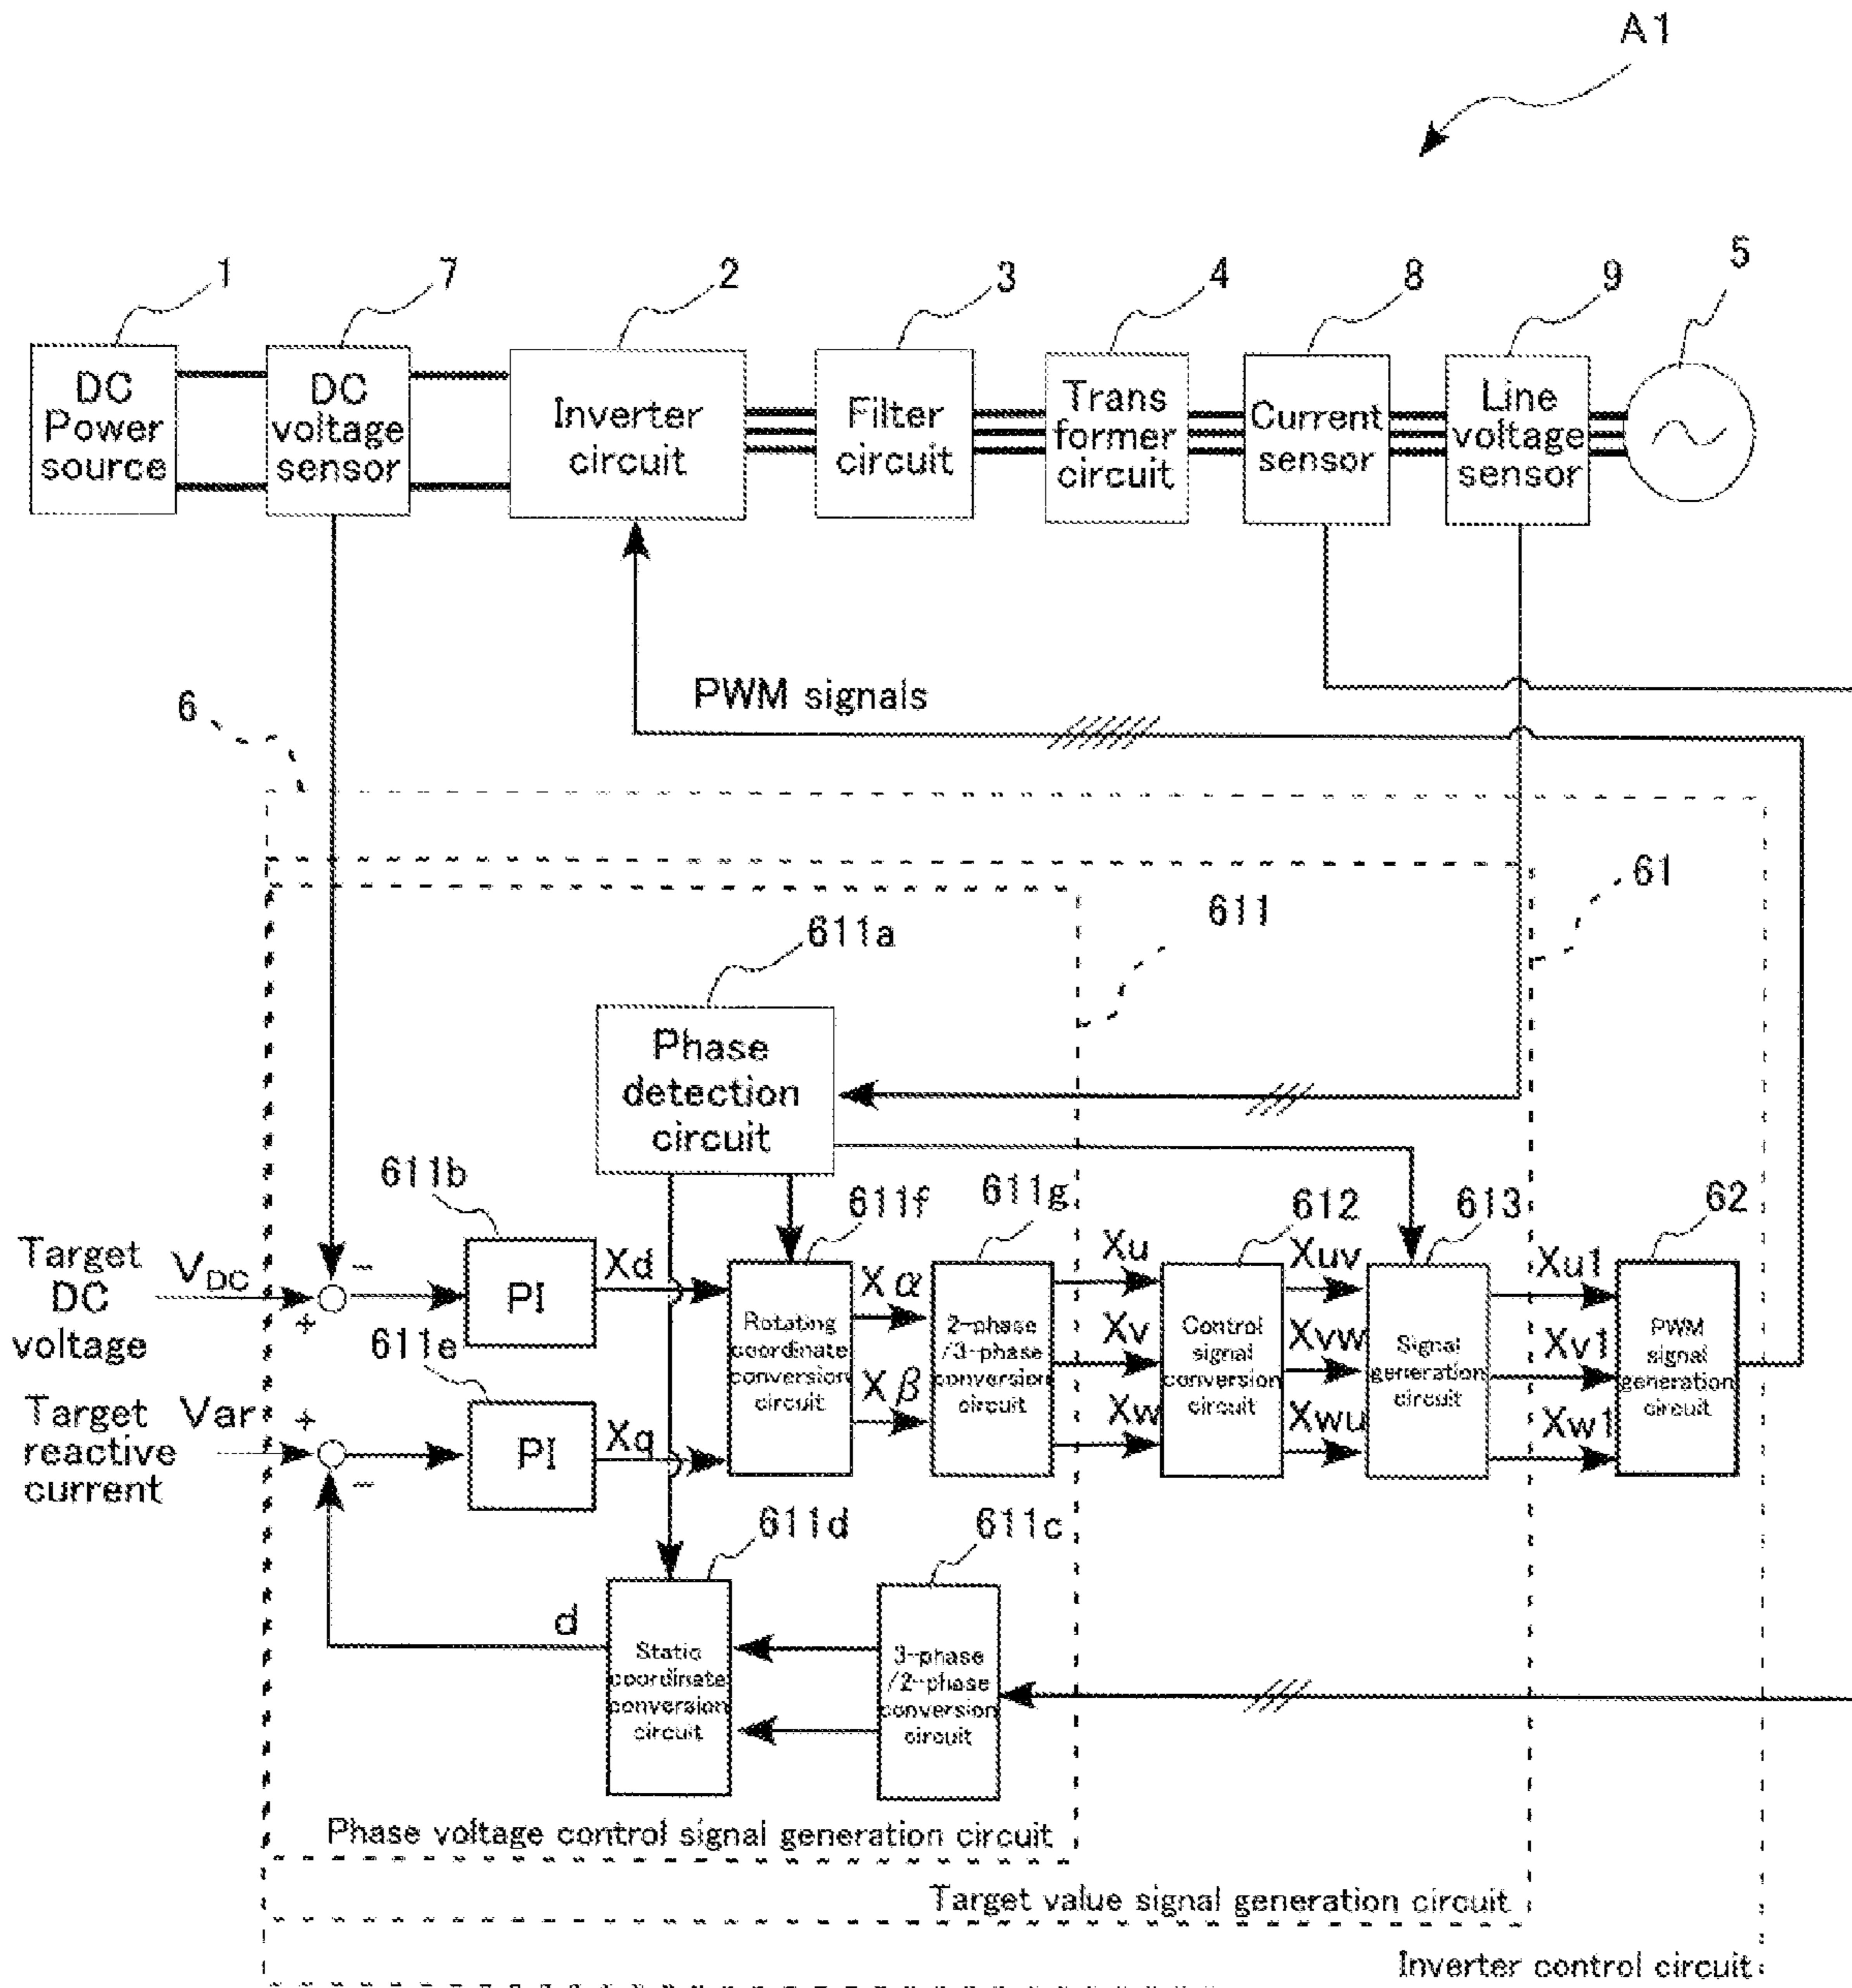 A1
1
7
2
3
4
8
9
5
DC
Power
source
DC
voltage
sensor
Inverter
circuit
Filter
circuit
Trans
former
circuit
Current
sensor
Line
voltage
sensor
PWM signals
6
61
611
611a
Phase
detection
circuit
611b
611f
611g
612
613
62
Target
DC
voltage
VDC
−
+
PI
Xd
Rotating
coordinate
conversion
circuit
Xα
Xβ
2-phase
/3-phase
conversion
circuit
Xu
Xv
Xw
Control
signal
conversion
circuit
Xuv
Xvw
Xwu
Signal
generation
circuit
Xu1
Xv1
Xw1
PWM
signal
generation
circuit
611e
Target
reactive
current
Var
+
−
PI
Xq
611d
611c
d
Static
coordinate
conversion
circuit
3-phase
/2-phase
conversion
circuit
Phase voltage control signal generation circuit
Target value signal generation circuit
Inverter control circuit